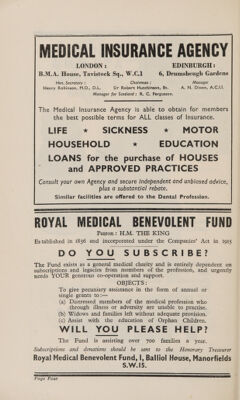 MEDICAL INSURANCE AGENCY
LONDON : EDINBURGH :
B.M.A. House, Tavistock Sq., W.C.1 6, Drumsheugh Gardens
Hon. Secretary : Chairman : Manager
Henry Robinson, M.D., D.L. Sir Robert Hutchison, Bt. A. N. Dixon, A.C.I.I.
Manager for Scotland : R. C. Ferguson.
The Medical Insurance Agency is able to obtain for members
the best possible terms for ALL classes of Insurance.
LIFE ★ SICKNESS ★ MOTOR
HOUSEHOLD ★ EDUCATION
LOANS for the purchase of HOUSES
and APPROVED PRACTICES
Consult your own Agency and secure independent and unbiased advice,
plus a substantial rebate.
Similar facilities are offered to the Dental Profession.
ROYAL MEDICAL BENEVOLENT FUND
Patron : H.M. THE KING
Established in 1836 and incorporated under the Companies' Act in 1925
DO YOU SUBSCRIBE?
The Fund exists as a general medical charity and is entirely dependent on
subscriptions and legacies from members of the profession, and urgently
needs YOUR generous co-operation and support.
OBJECTS :
To give pecuniary assistance in the form of annual or
single grants to :—
(a) Distressed members of the medical profession who
through illness or adversity are unable to practise.
(b) Widows and families left without adequate provision.
(c) Assist with the education of Orphan Children.
WILL YOU PLEASE HELP?
The Fund is assisting over 700 families a year.
Subscriptions and donations should be sent to the Honorary Treasurer
Royal Medical Benevolent Fund, 1, Balliol House, Manorfields
S.W.15.
Page Four